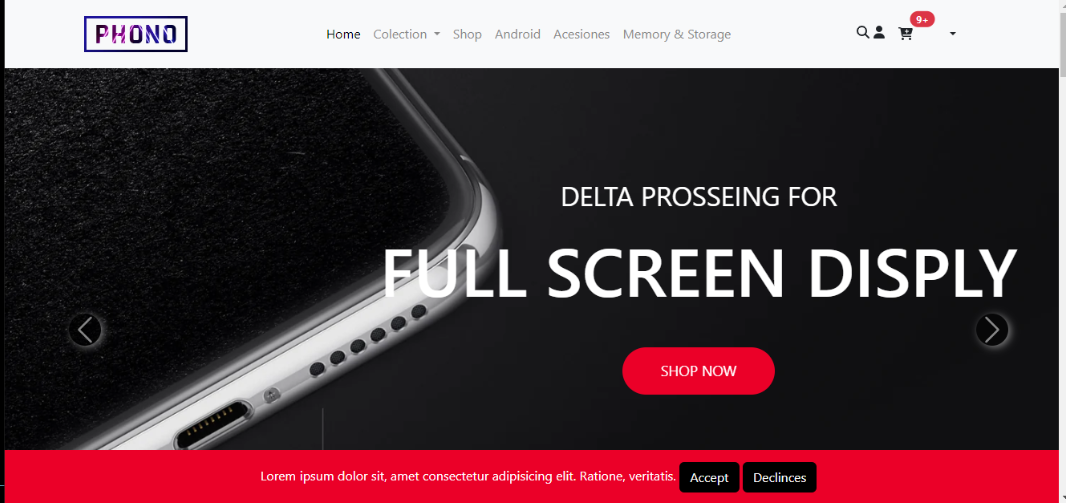 PHONO
Home Colection Shop Android Acesiones Memory & Storage
9+
DELTA PROSSEING FOR
FULL SCREEN DISPLY
SHOP NOW
Lorem ipsum dolor sit, amet consectetur adipisicing elit. Ratione, veritatis. Accept Declinces